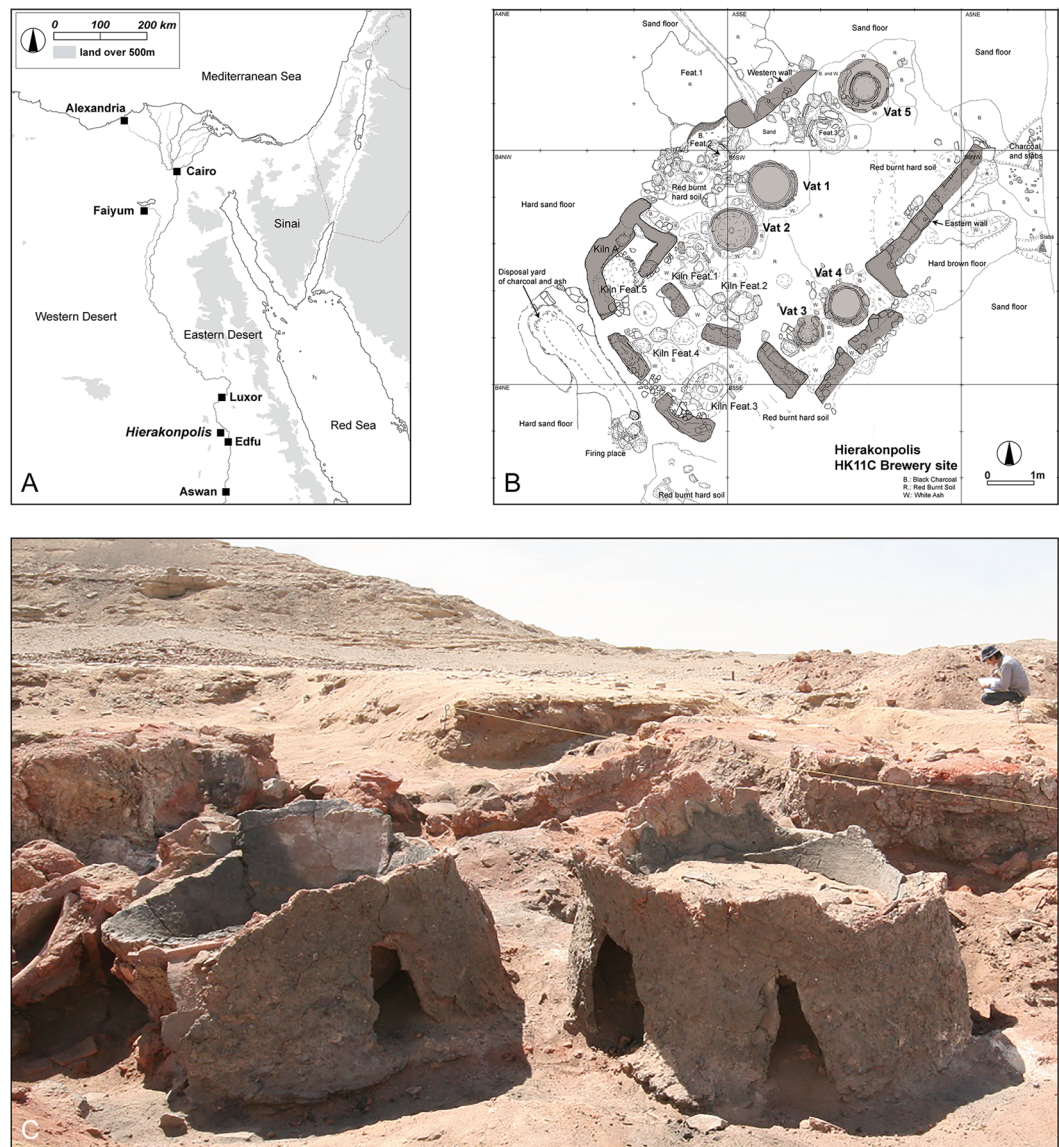 0 100 200 km
land over 500m
Mediterranean Sea
Alexandria
Cairo
Faiyum
Sinai
Western Desert
Eastern Desert
Luxor
Hierakonpolis
Edfu
Aswan
Red Sea
A
A4NE
A5SE
A5NE
Sand floor
Sand floor
Sand floor
Feat.1
R.
Western wall
B. and W.
Vat 5
Sand
Feat.3
B.
Feat.2
B4NW
B5SW
B5NW
Charcoal
and slabs
Red burnt
hard soil
Vat 1
Red burnt hard soil
Hard sand floor
Vat 2
Eastern wall
Slabs
Kiln A
Hard brown floor
Disposal yard
of charcoal and ash
Kiln Feat.5
Kiln Feat.1
Kiln Feat.2
Vat 4
Sand floor
Vat 3
Kiln Feat.4
B4NE
B5SE
Kiln Feat.3
Red burnt hard soil
Hard sand floor
Firing place
Red burnt hard soil
Hierakonpolis
HK11C Brewery site
B.: Black Charcoal
R.: Red Burnt Soil
W.: White Ash
0 1m
B
C